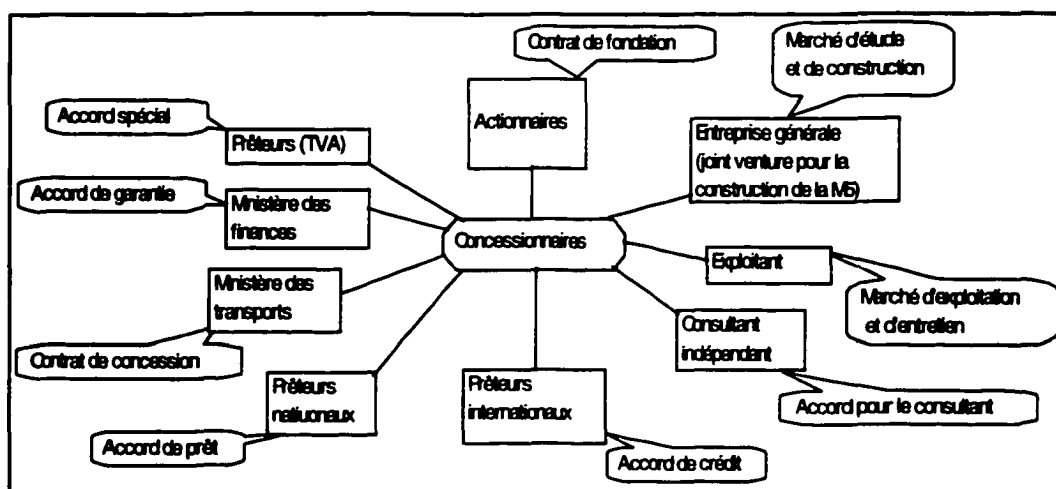 Contrat de fondation
Marché d'étude
et de construction
Accord spécial
Actionnaires
Entreprise générale
(joint venture pour la
construction de la M5)
Prêteurs (TVA)
Accord de garantie
Ministère des
finances
Concessionnaires
Exploitant
Ministère des
transports
Marché d'exploitation
et d'entretien
Consultant
indépendant
Contrat de concession
Prêteurs
natiuonaux
Prêteurs
internationaux
Accord pour le consultant
Accord de prêt
Accord de crédit